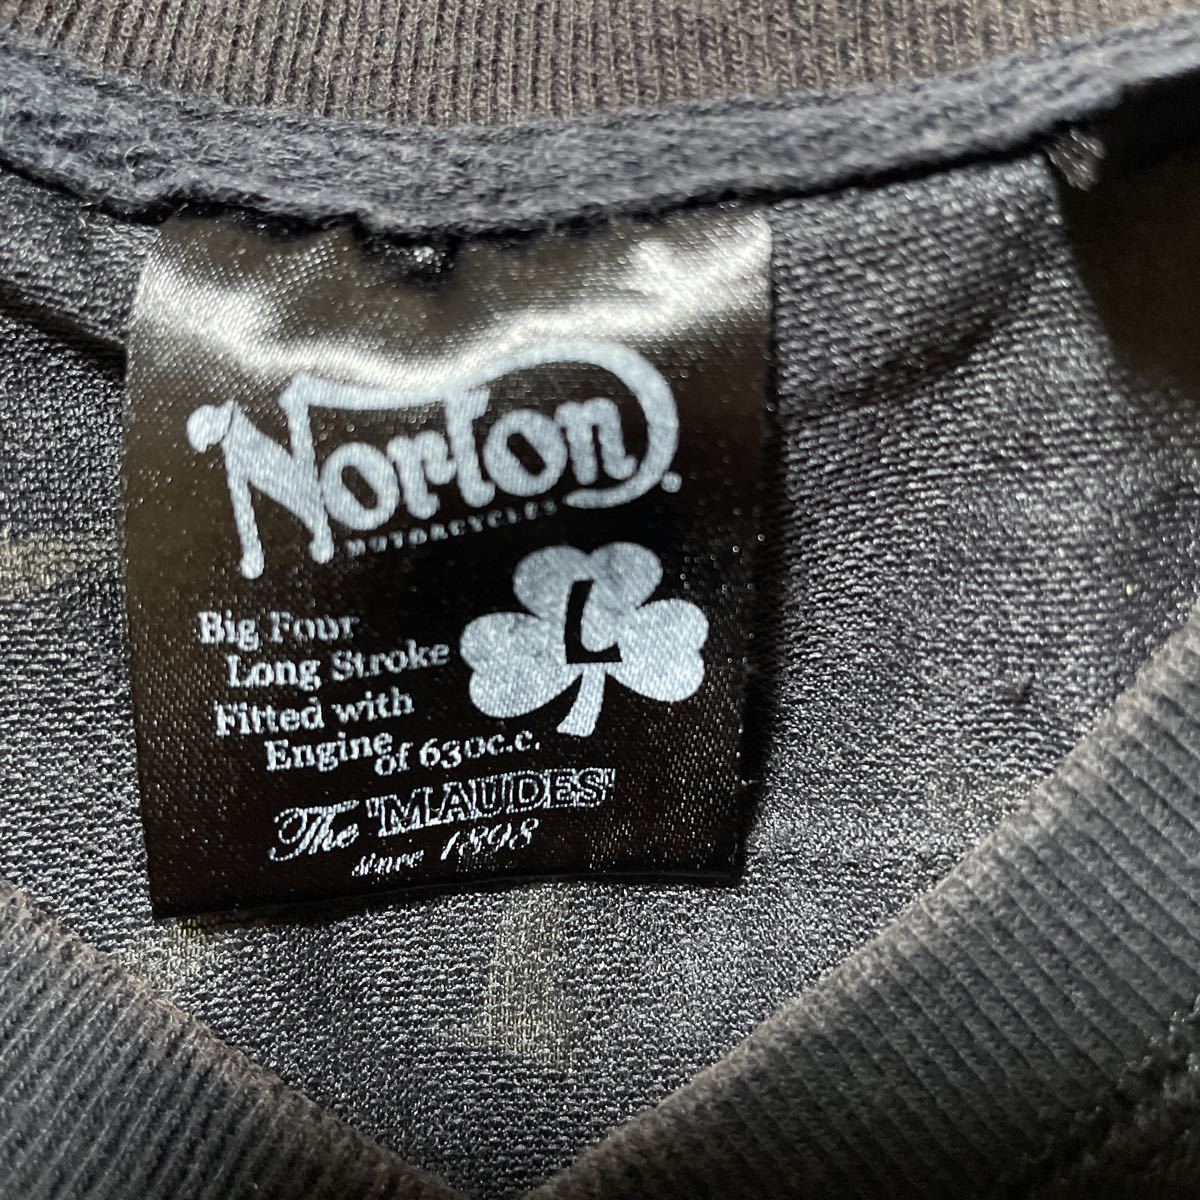 Norton
MOTORCYCLES
L
Big Four
Long Stroke
Fitted with
Engine
of 630c.c.
The 'MAUDES'
since 1898